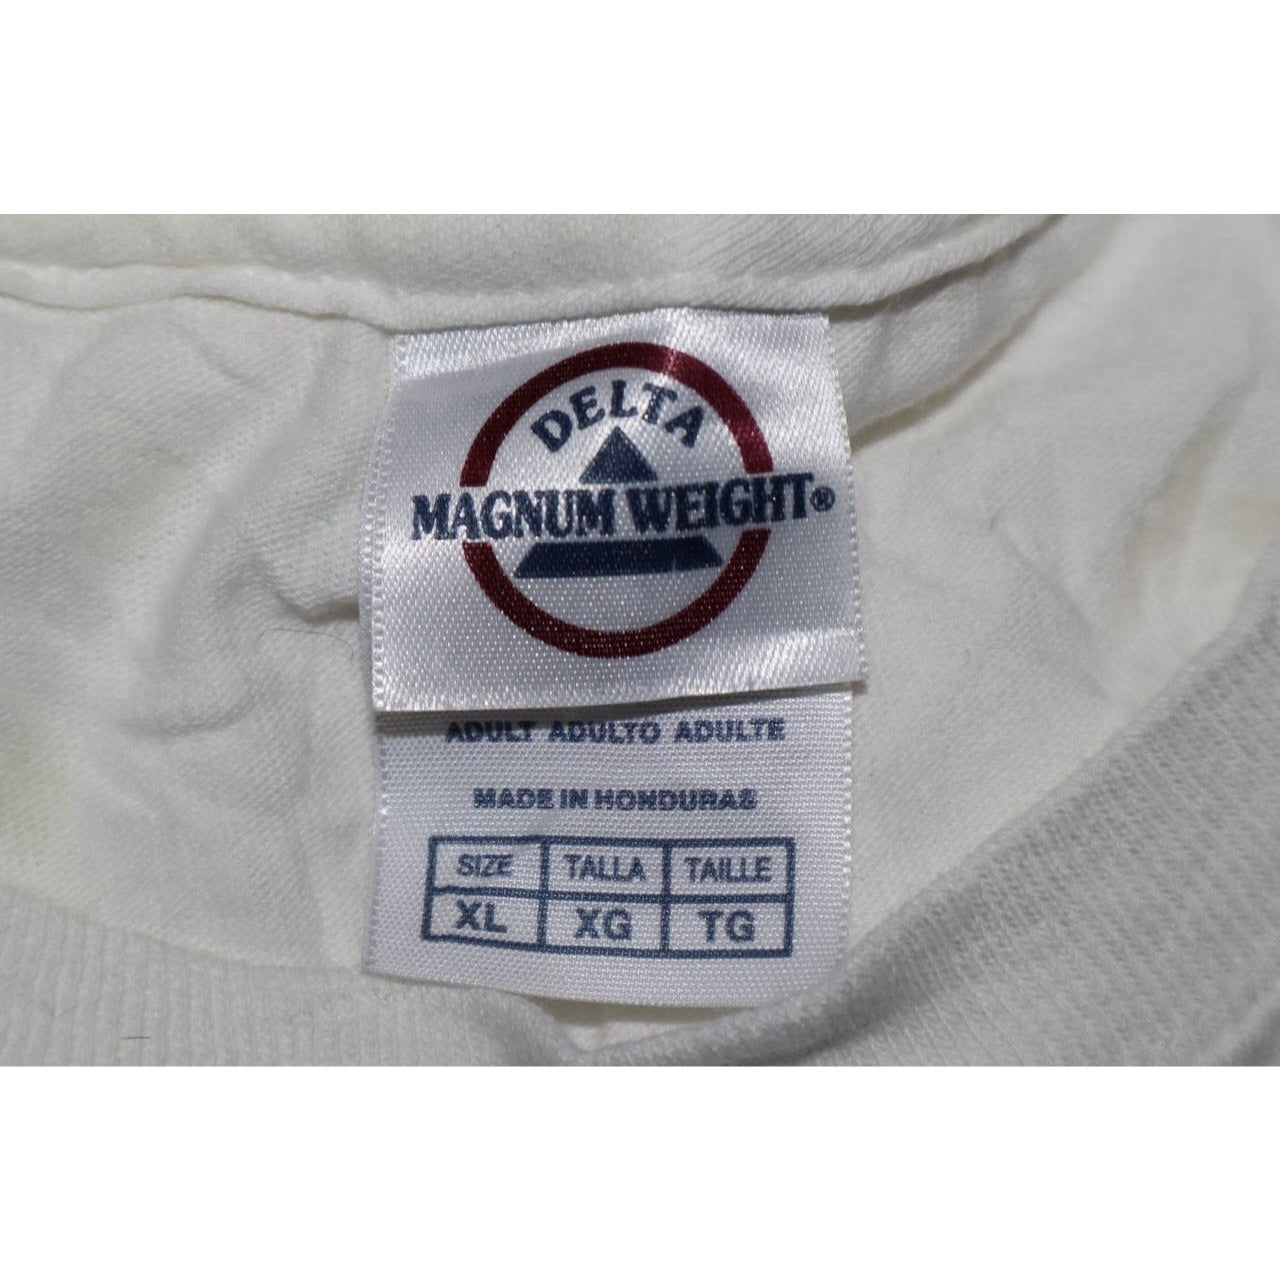 DELTA
MAGNUM WEIGHT®
ADULT ADULTO ADULTE
MADE IN HONDURAS
SIZE TALLA TAILLE
XL XG TG